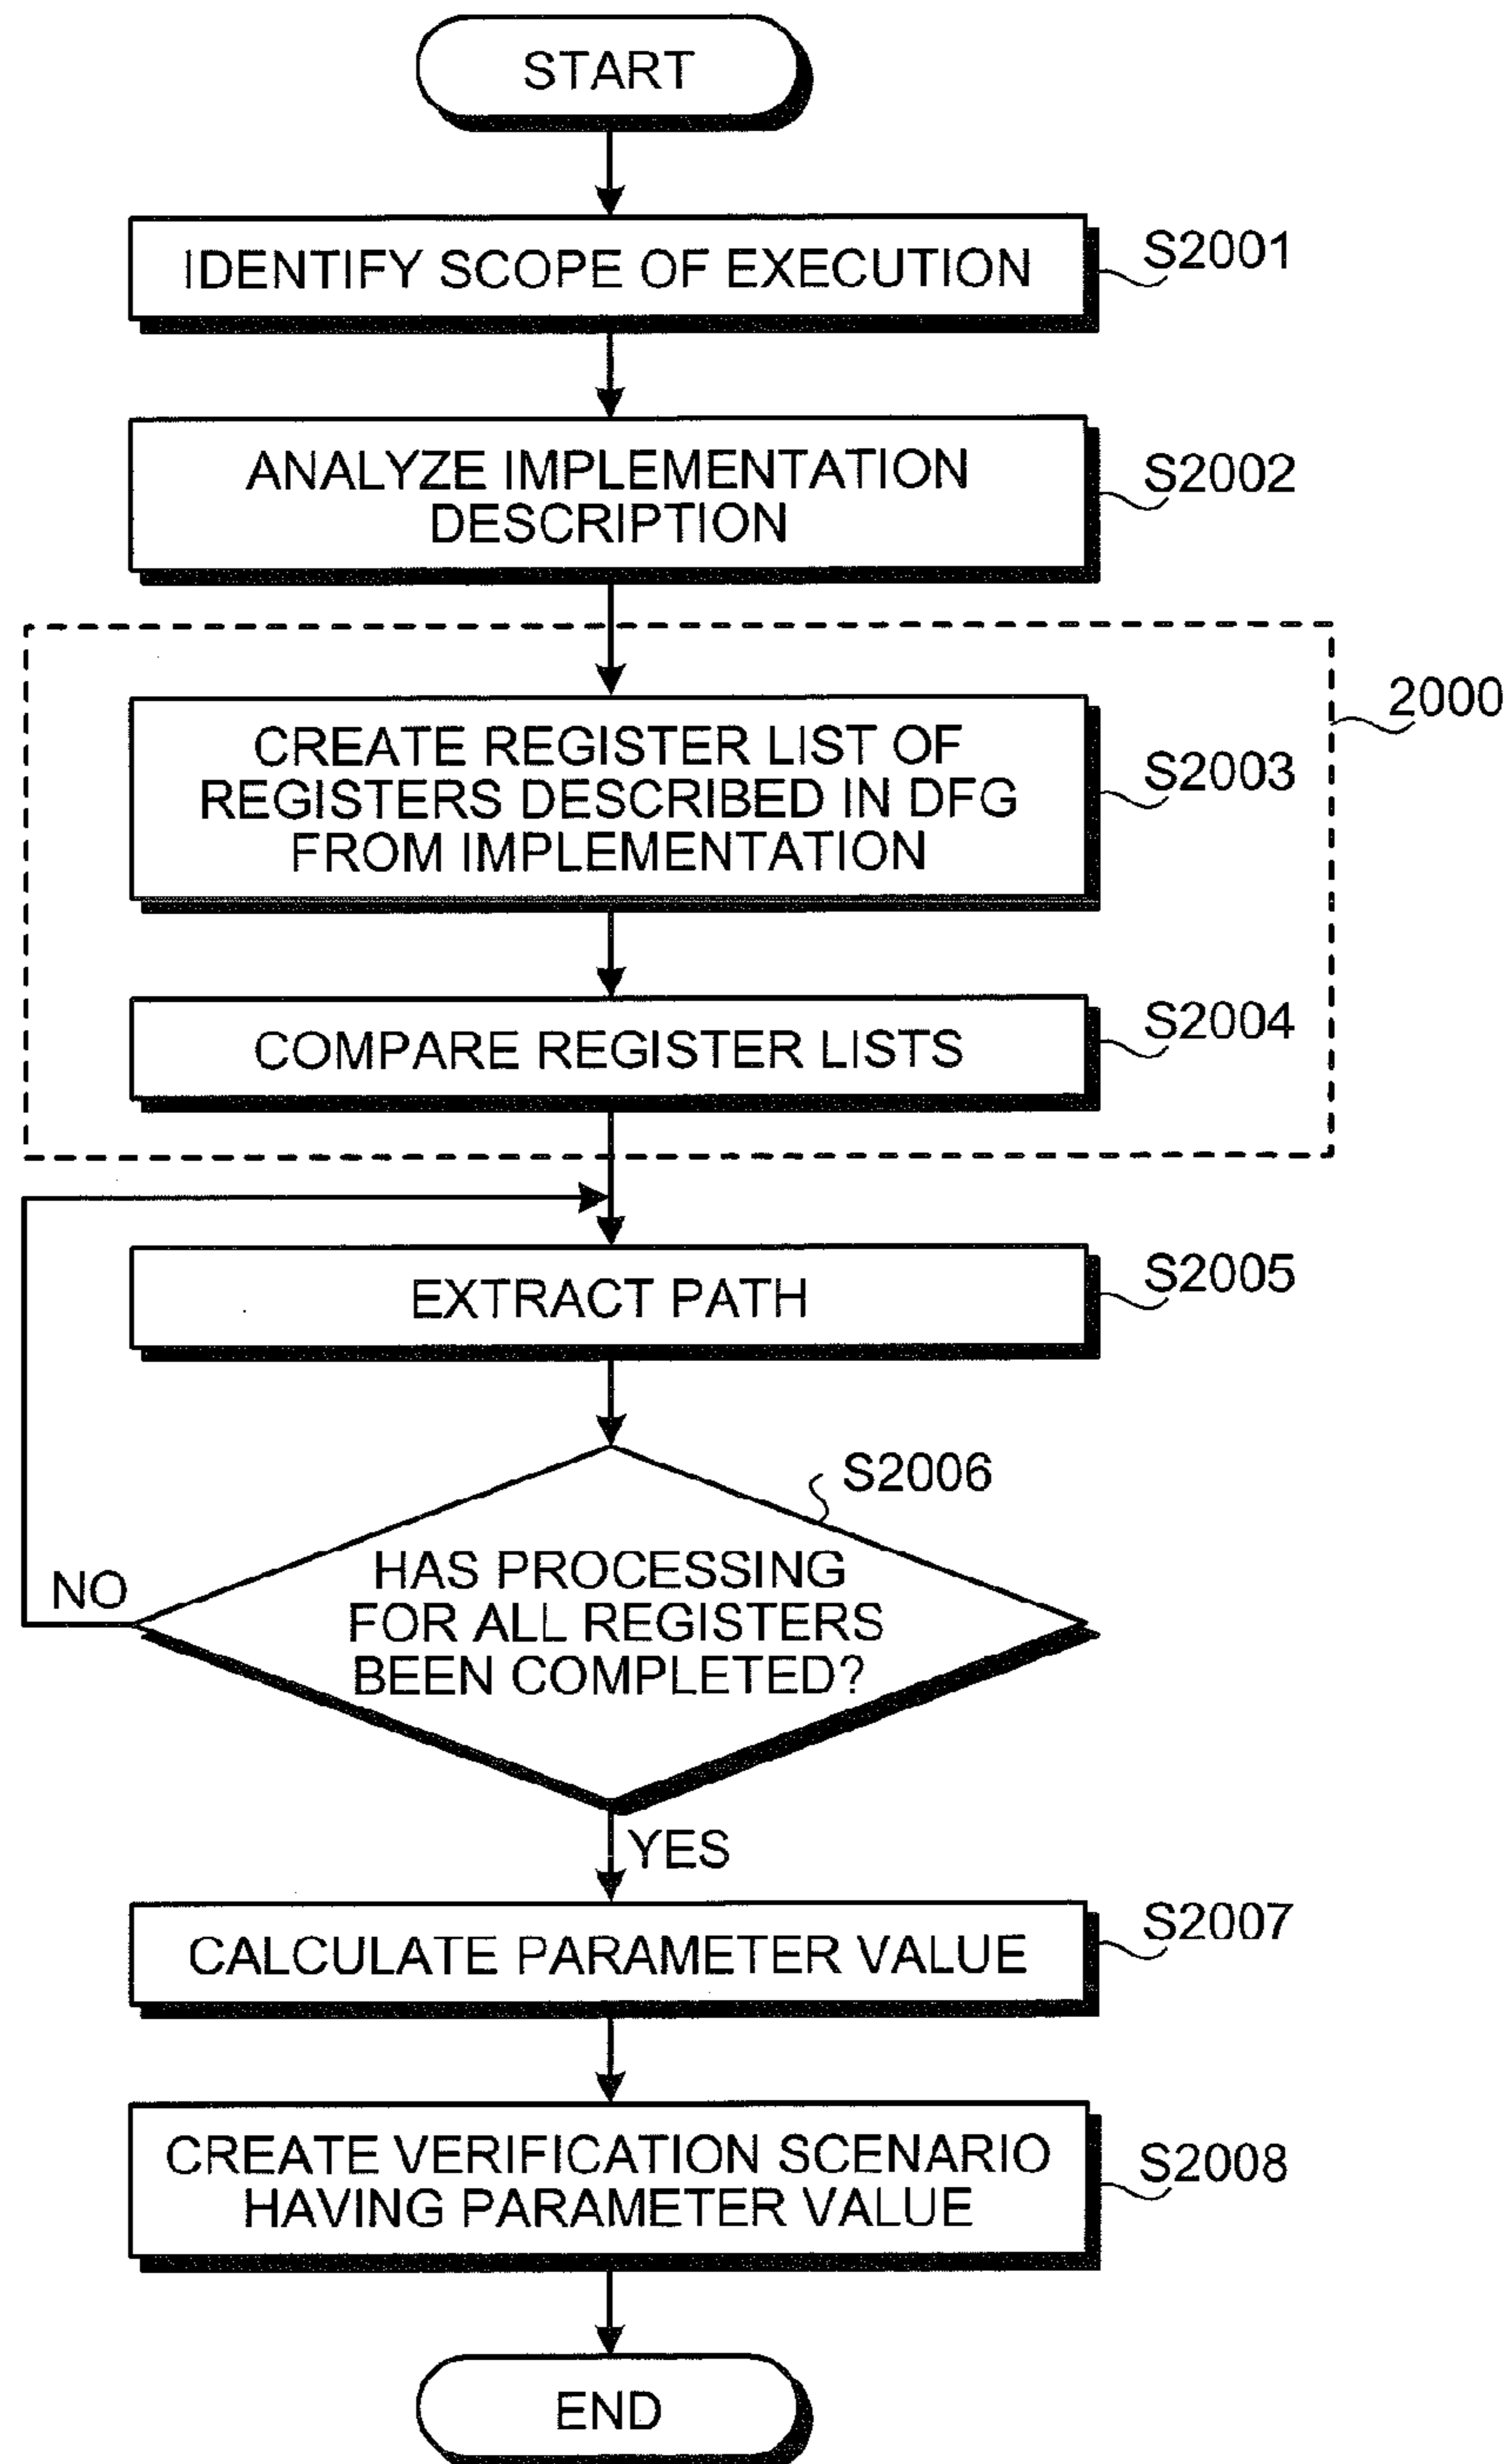 START
IDENTIFY SCOPE OF EXECUTION
S2001
ANALYZE IMPLEMENTATION
DESCRIPTION
S2002
2000
CREATE REGISTER LIST OF
REGISTERS DESCRIBED IN DFG
FROM IMPLEMENTATION
S2003
COMPARE REGISTER LISTS
S2004
EXTRACT PATH
S2005
S2006
HAS PROCESSING
FOR ALL REGISTERS
BEEN COMPLETED?
NO
YES
CALCULATE PARAMETER VALUE
S2007
CREATE VERIFICATION SCENARIO
HAVING PARAMETER VALUE
S2008
END